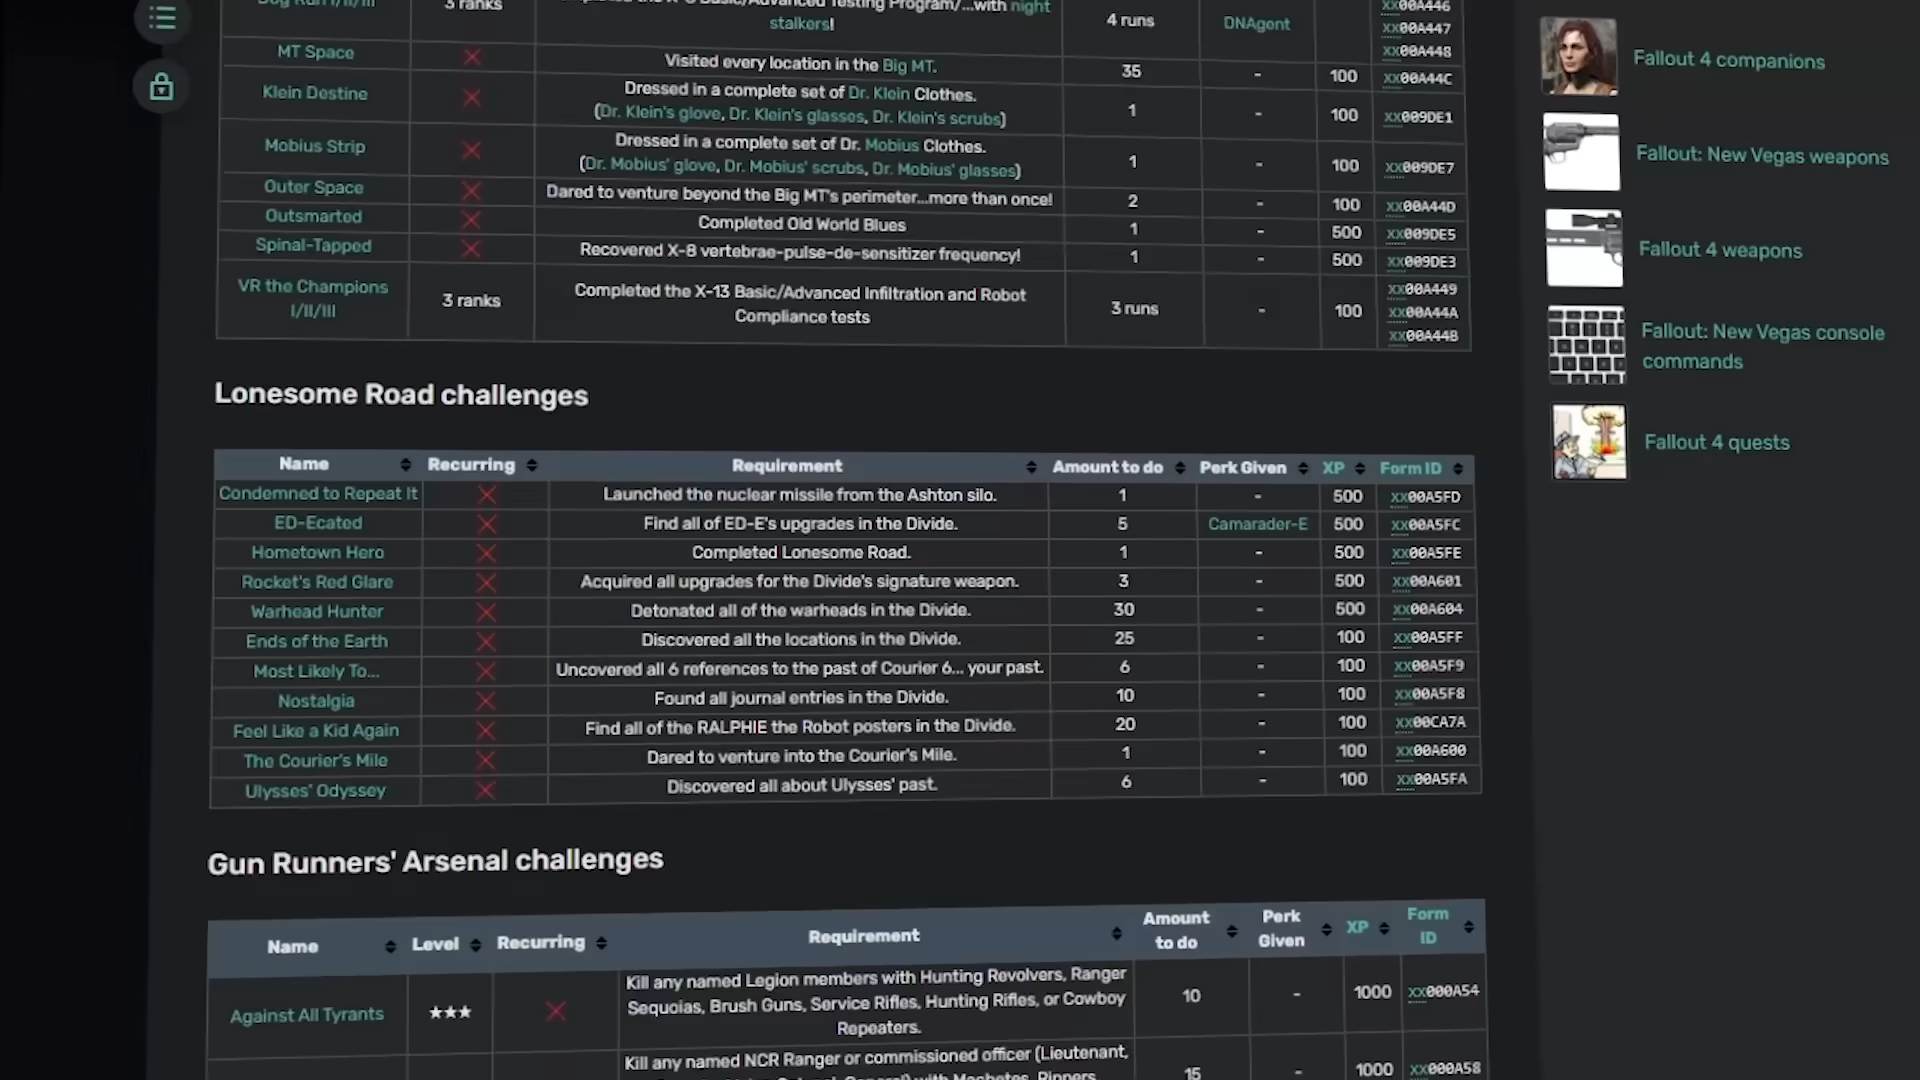 3 ranks
with night
stalkers!
4 runs
DNAgent
xx00A446
xx00A447
xx00A448
MT Space
Visited every location in the Big MT.
35
-
100
xx00A44C
Klein Destine
Dressed in a complete set of Dr. Klein Clothes.
(Dr. Klein's glove, Dr. Klein's glasses, Dr. Klein's scrubs)
1
-
100
xx009DE1
Mobius Strip
Dressed in a complete set of Dr. Mobius Clothes.
(Dr. Mobius' glove, Dr. Mobius' scrubs, Dr. Mobius' glasses)
1
-
100
xx009DE7
Outer Space
Dared to venture beyond the Big MT's perimeter...more than once!
2
-
100
xx00A44D
Outsmarted
Completed Old World Blues
1
-
500
xx009DE5
Spinal-Tapped
Recovered X-8 vertebrae-pulse-de-sensitizer frequency!
1
-
500
xx009DE3
VR the Champions
I/II/III
3 ranks
Completed the X-13 Basic/Advanced Infiltration and Robot
Compliance tests
3 runs
-
100
xx00A449
xx00A44A
xx00A44B
Lonesome Road challenges
Name Recurring Requirement Amount to do Perk Given XP Form ID
Condemned to Repeat It Launched the nuclear missile from the Ashton silo. 1 - 500 xx00A5FD
ED-Ecated Find all of ED-E's upgrades in the Divide. 5 Camarader-E 500 xx00A5FC
Hometown Hero Completed Lonesome Road. 1 - 500 xx00A5FE
Rocket's Red Glare Acquired all upgrades for the Divide's signature weapon. 3 - 500 xx00A601
Warhead Hunter Detonated all of the warheads in the Divide. 30 - 500 xx00A604
Ends of the Earth Discovered all the locations in the Divide. 25 - 100 xx00A5FF
Most Likely To... Uncovered all 6 references to the past of Courier 6... your past. 6 - 100 xx00A5F9
Nostalgia Found all journal entries in the Divide. 10 - 100 xx00A5F8
Feel Like a Kid Again Find all of the RALPHIE the Robot posters in the Divide. 20 - 100 xx00CA7A
The Courier's Mile Dared to venture into the Courier's Mile. 1 - 100 xx00A600
Ulysses' Odyssey Discovered all about Ulysses' past. 6 - 100 xx00A5FA
Gun Runners' Arsenal challenges
Name Level Recurring Requirement Amount
to do Perk
Given XP Form
ID
Against All Tyrants
★★★
Kill any named Legion members with Hunting Revolvers, Ranger
Sequoias, Brush Guns, Service Rifles, Hunting Rifles, or Cowboy
Repeaters.
10
-
1000
xx000A54
Kill any named NCR Ranger or commissioned officer (Lieutenant,
15
-
1000
xx000A58
Fallout 4 companions
Fallout: New Vegas weapons
Fallout 4 weapons
Fallout: New Vegas console
commands
Fallout 4 quests